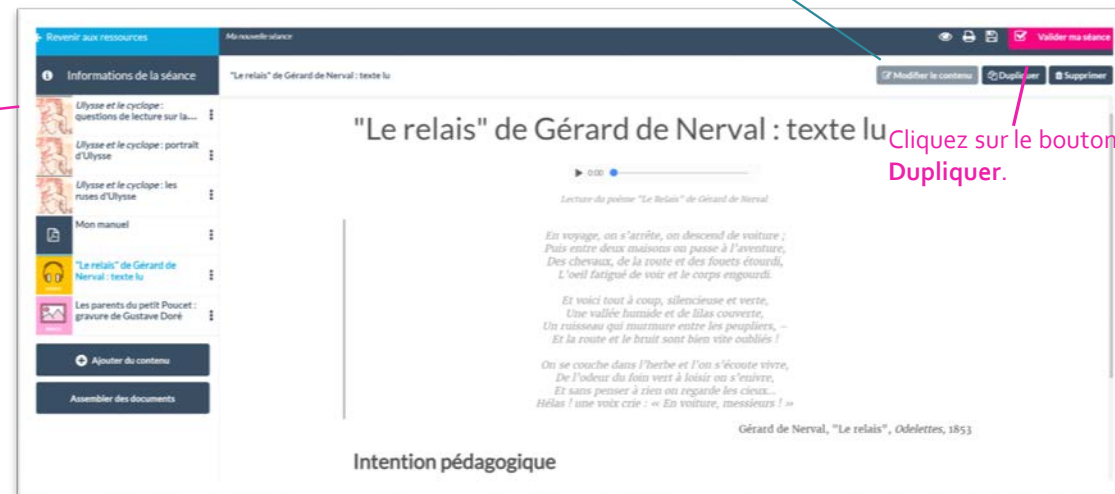 Revenir aux ressources
Ma nouvelle séance
Valider ma séance
Informations de la séance
"Le relais" de Gérard de Nerval : texte lu
Modifier le contenu
Dupliquer
Supprimer
Ulysse et le cyclope :
questions de lecture sur la....
Ulysse et le cyclope : portrait
d'Ulysse
Ulysse et le cyclope : les
ruses d'Ulysse
Mon manuel
"Le relais" de Gérard de
Nerval : texte lu
Les parents du petit Poucet :
gravure de Gustave Doré
Ajouter du contenu
Assembler des documents
"Le relais" de Gérard de Nerval : texte lu
Cliquez sur le bouton
Dupliquer.
0:00
Lecture du poème "Le Relais" de Gérard de Nerval
En voyage, on s'arrête, on descend de voiture ;
Puis entre deux maisons on passe à l'aventure,
Des chevaux, de la route et des fouets étourdi,
L'oeil fatigué de voir et le corps engourdi.
Et voici tout à coup, silencieuse et verte,
Une vallée humide et de lilas couverte,
Un ruisseau qui murmure entre les peupliers, –
Et la route et le bruit sont bien vite oubliés !
On se couche dans l'herbe et l'on s'écoute vivre,
De l'odeur du foin vert à loisir on s'enivre,
Et sans penser à rien on regarde les cieux...
Hélas ! une voix crie : « En voiture, messieurs ! »
Gérard de Nerval, "Le relais", Odelettes, 1853
Intention pédagogique